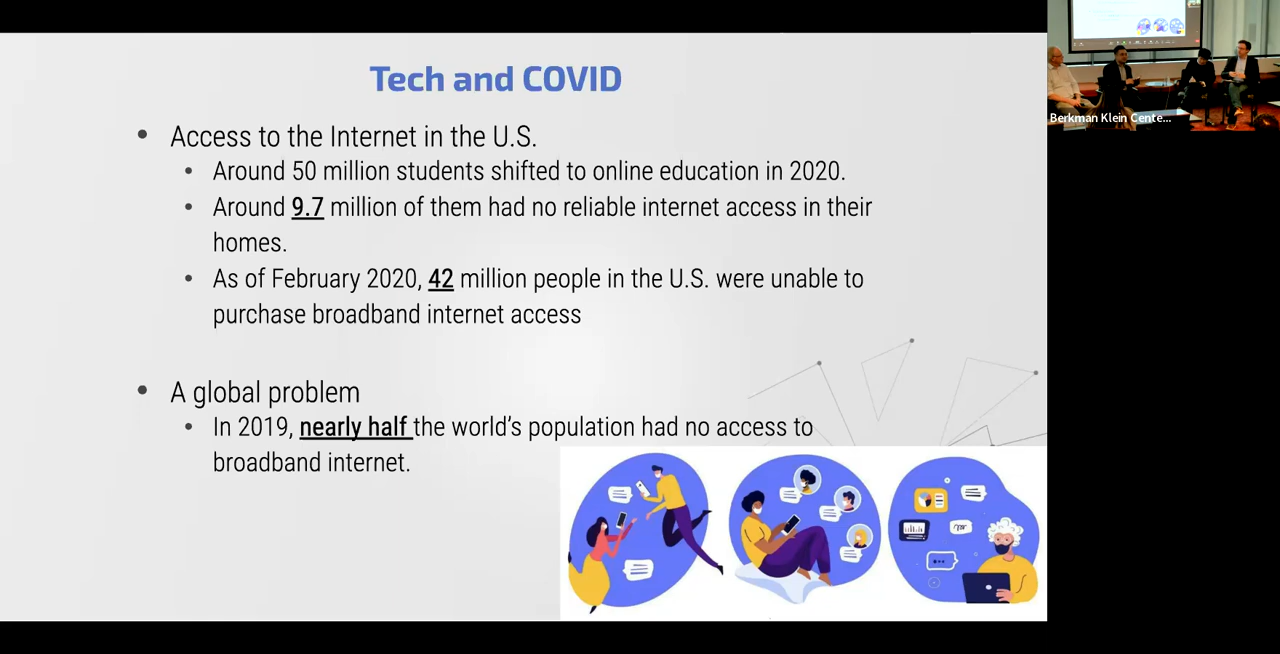 Tech and COVID
• Access to the Internet in the U.S.
• Around 50 million students shifted to online education in 2020.
• Around 9.7 million of them had no reliable internet access in their
homes.
• As of February 2020, 42 million people in the U.S. were unable to
purchase broadband internet access
• A global problem
• In 2019, nearly half the world's population had no access to
broadband internet.
Berkman Klein Cente...